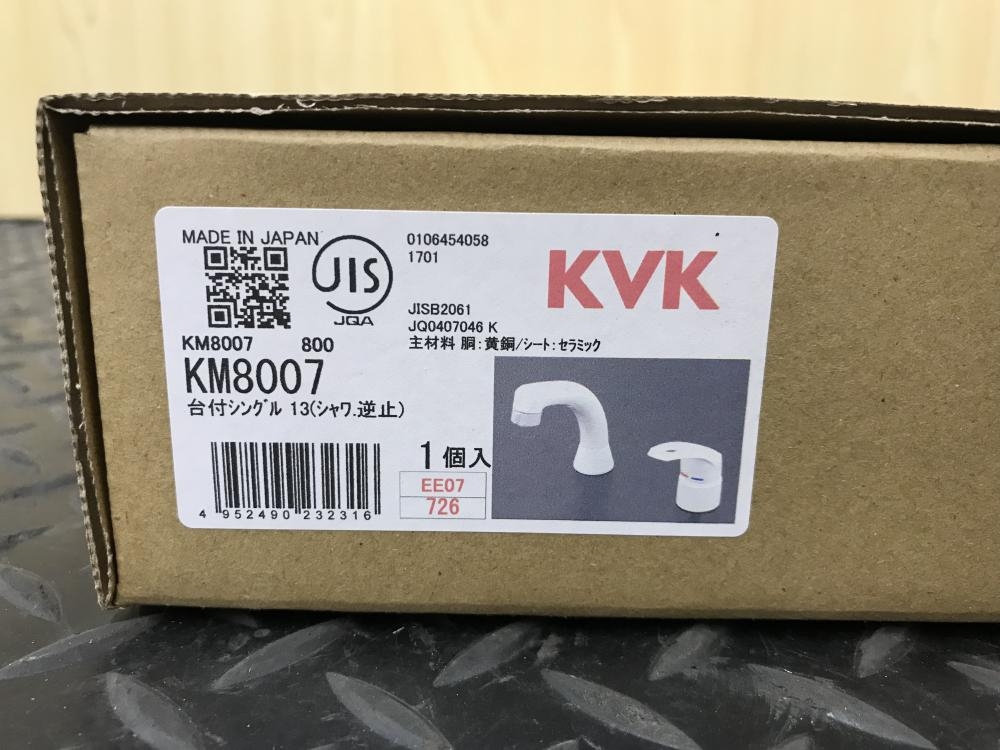 MADE IN JAPAN
JIS
JQA
0106454058
1701
KVK
JISB2061
JQ0407046 K
主材料 胴:黄銅/シート:セラミック
KM8007 800
KM8007
台付シングル 13(シャワ.逆止)
1個入
EE07
726
4 952490 232316